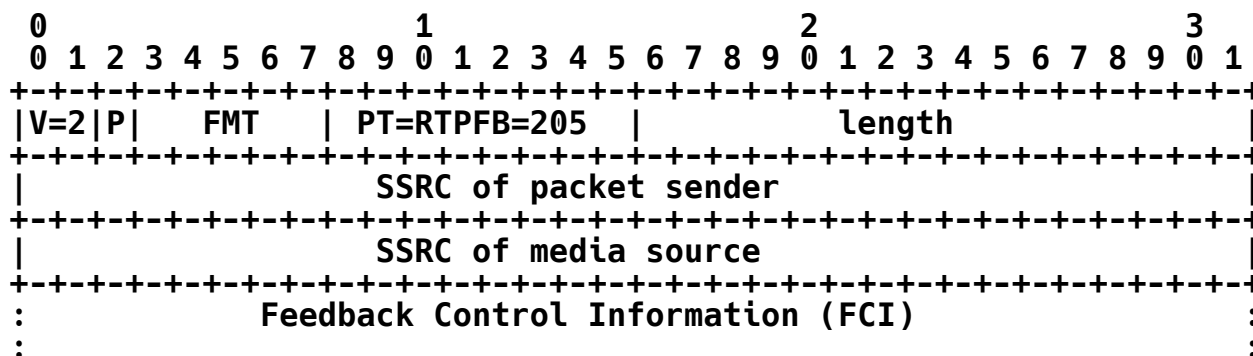 0                   1                   2                   3
 0 1 2 3 4 5 6 7 8 9 0 1 2 3 4 5 6 7 8 9 0 1 2 3 4 5 6 7 8 9 0 1
+-+-+-+-+-+-+-+-+-+-+-+-+-+-+-+-+-+-+-+-+-+-+-+-+-+-+-+-+-+-+-+-+
|V=2|P|   FMT   | PT=RTPFB=205  |          length               |
+-+-+-+-+-+-+-+-+-+-+-+-+-+-+-+-+-+-+-+-+-+-+-+-+-+-+-+-+-+-+-+-+
|                  SSRC of packet sender                        |
+-+-+-+-+-+-+-+-+-+-+-+-+-+-+-+-+-+-+-+-+-+-+-+-+-+-+-+-+-+-+-+-+
|                  SSRC of media source                         |
+-+-+-+-+-+-+-+-+-+-+-+-+-+-+-+-+-+-+-+-+-+-+-+-+-+-+-+-+-+-+-+-+
:            Feedback Control Information (FCI)                 :
:                                                               :